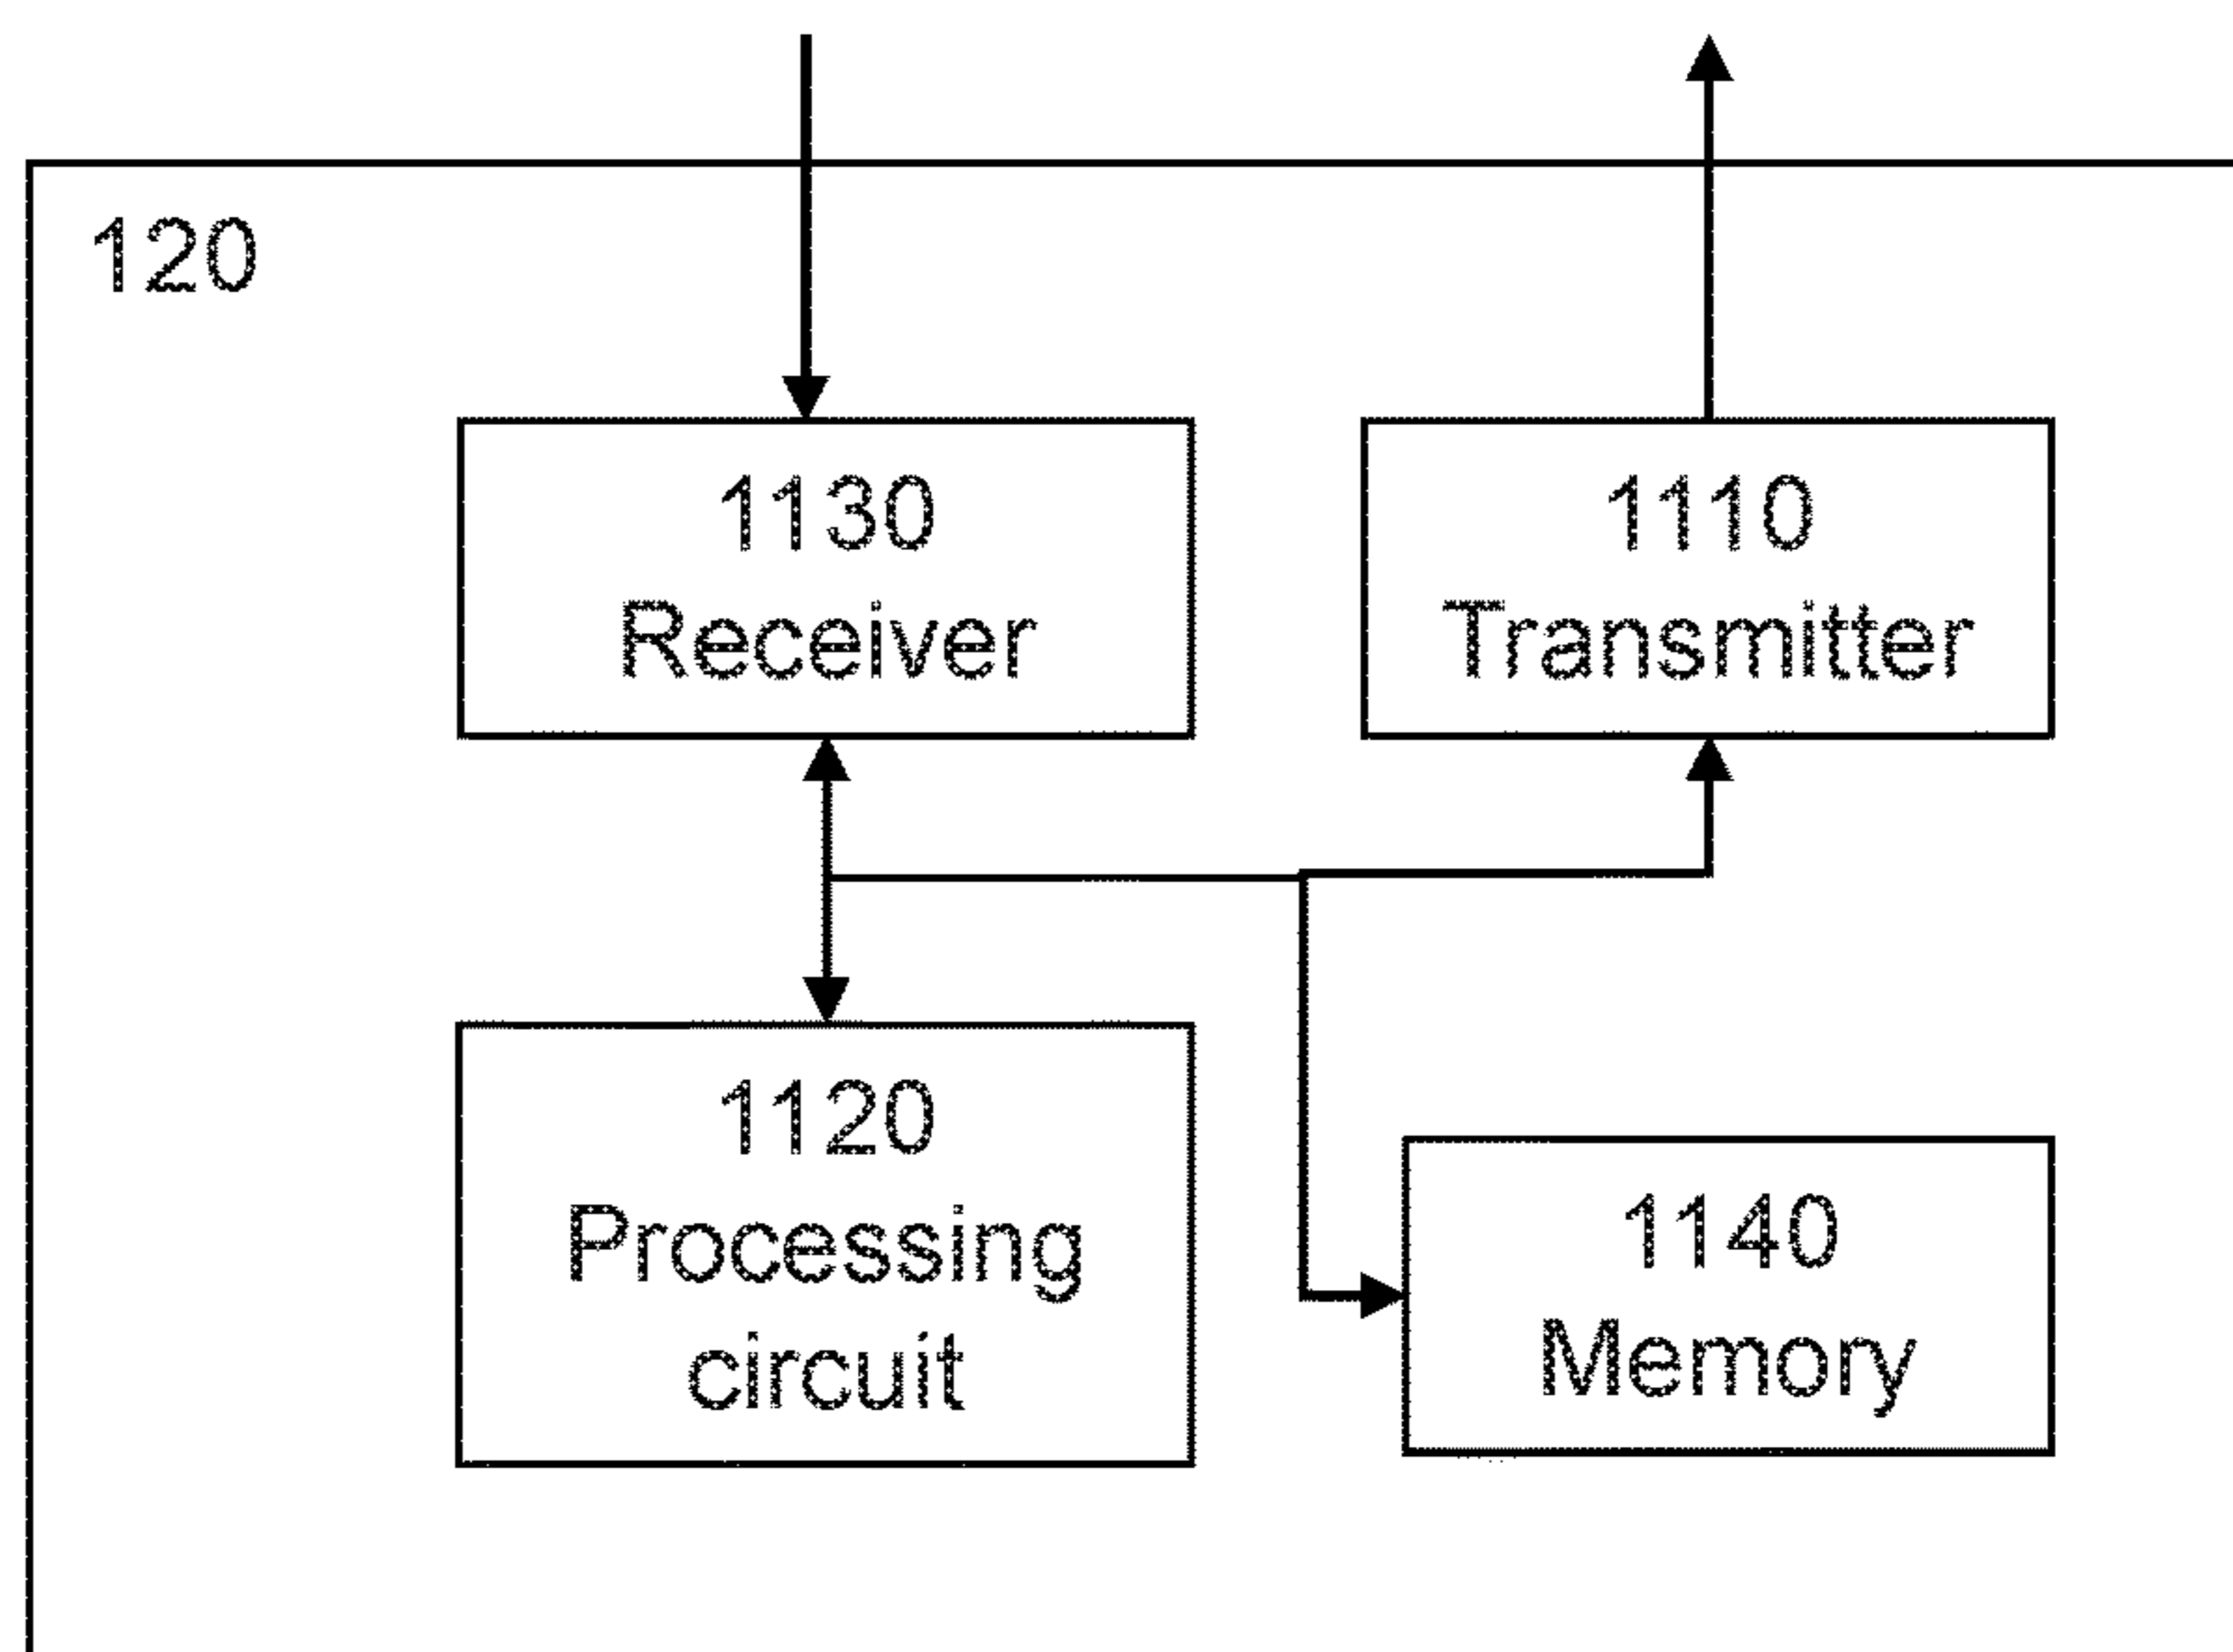 120
1130
Receiver
1110
Transmitter
1120
Processing
circuit
1140
Memory